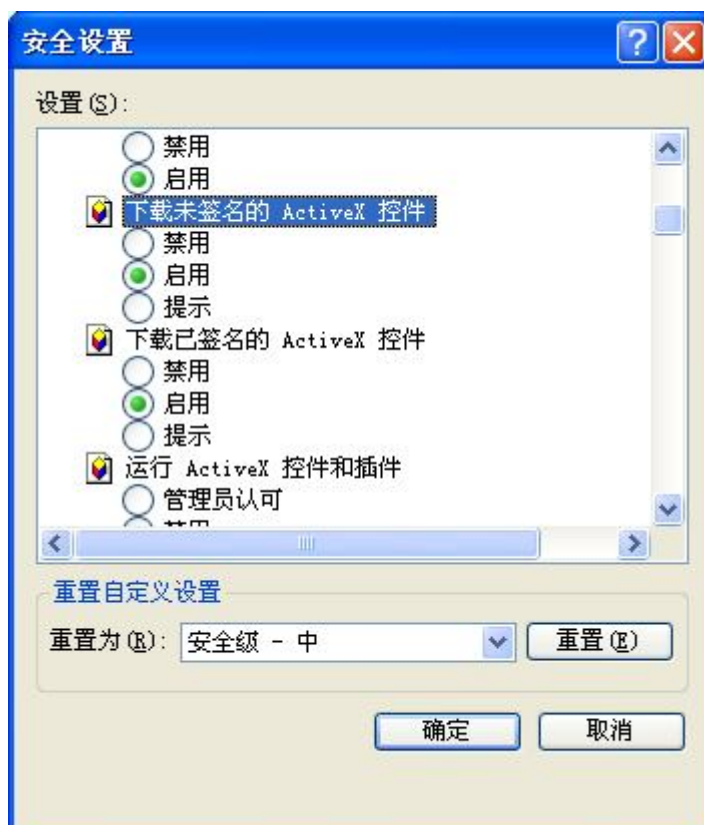 安全设置
设置(S):
禁用
启用
下载未签名的 ActiveX 控件
禁用
启用
提示
下载已签名的 ActiveX 控件
禁用
启用
提示
运行 ActiveX 控件和插件
管理员认可
重置自定义设置
重置为(R): 安全级 - 中 重置(E)
确定 取消